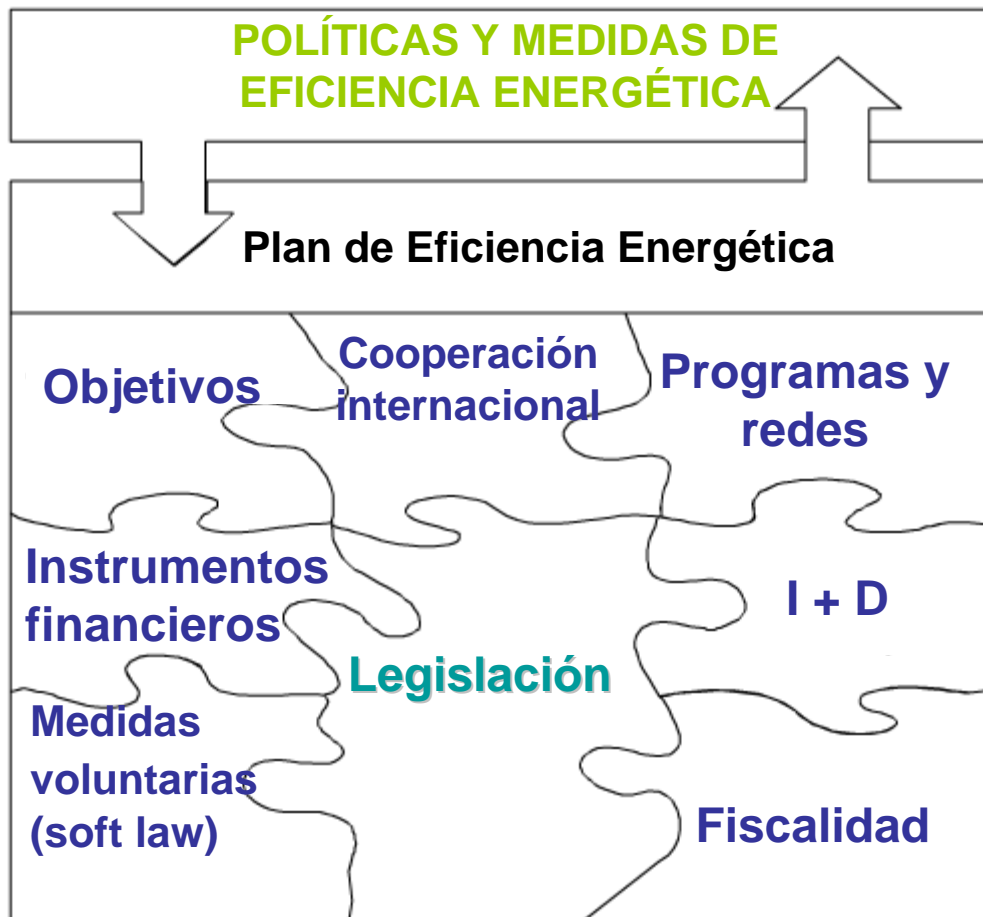 POLÍTICAS Y MEDIDAS DE
EFICIENCIA ENERGÉTICA
Plan de Eficiencia Energética
Objetivos
Cooperación
internacional
Programas y
redes
Instrumentos
financieros
I + D
Legislación
Medidas
voluntarias
(soft law)
Fiscalidad